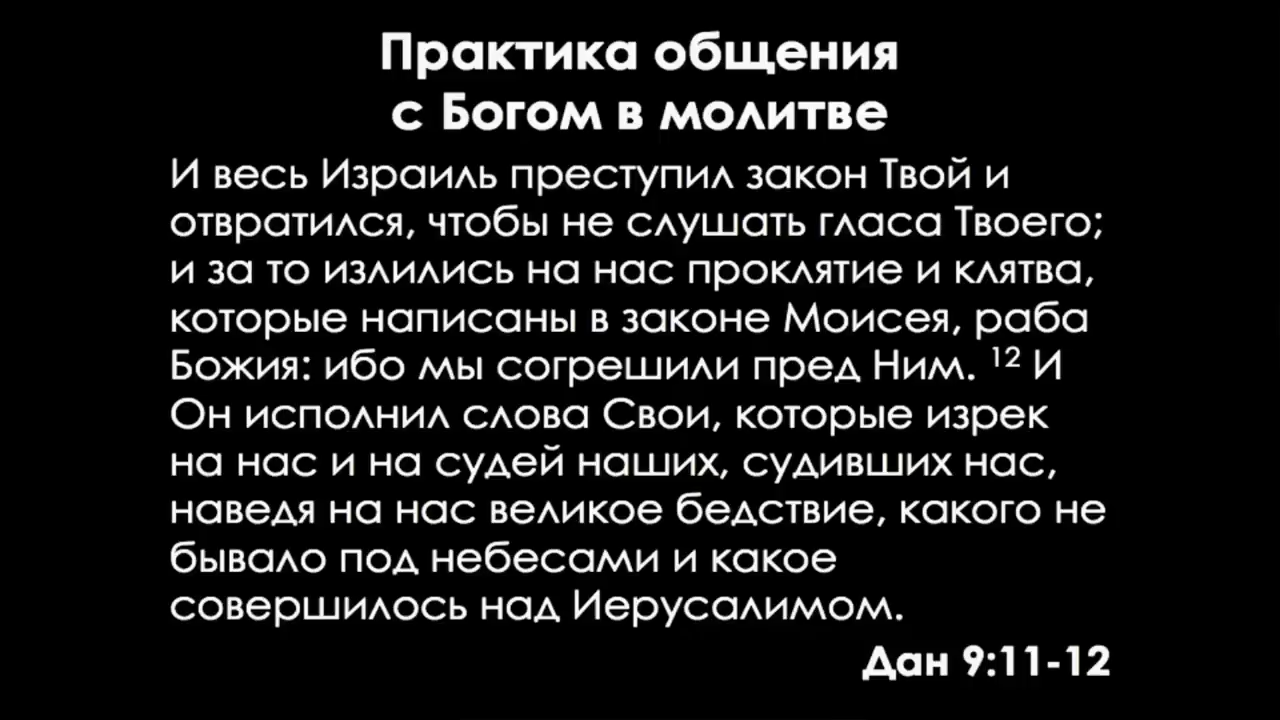 Практика общения
с Богом в молитве
И весь Израиль преступил закон Твой и
отвратился, чтобы не слушать гласа Твоего;
и за то излились на нас проклятие и клятва,
которые написаны в законе Моисея, раба
Божия: ибо мы согрешили пред Ним. ¹² И
Он исполнил слова Свои, которые изрек
на нас и на судей наших, судивших нас,
наведя на нас великое бедствие, какого не
бывало под небесами и какое
совершилось над Иерусалимом.
Дан 9:11-12